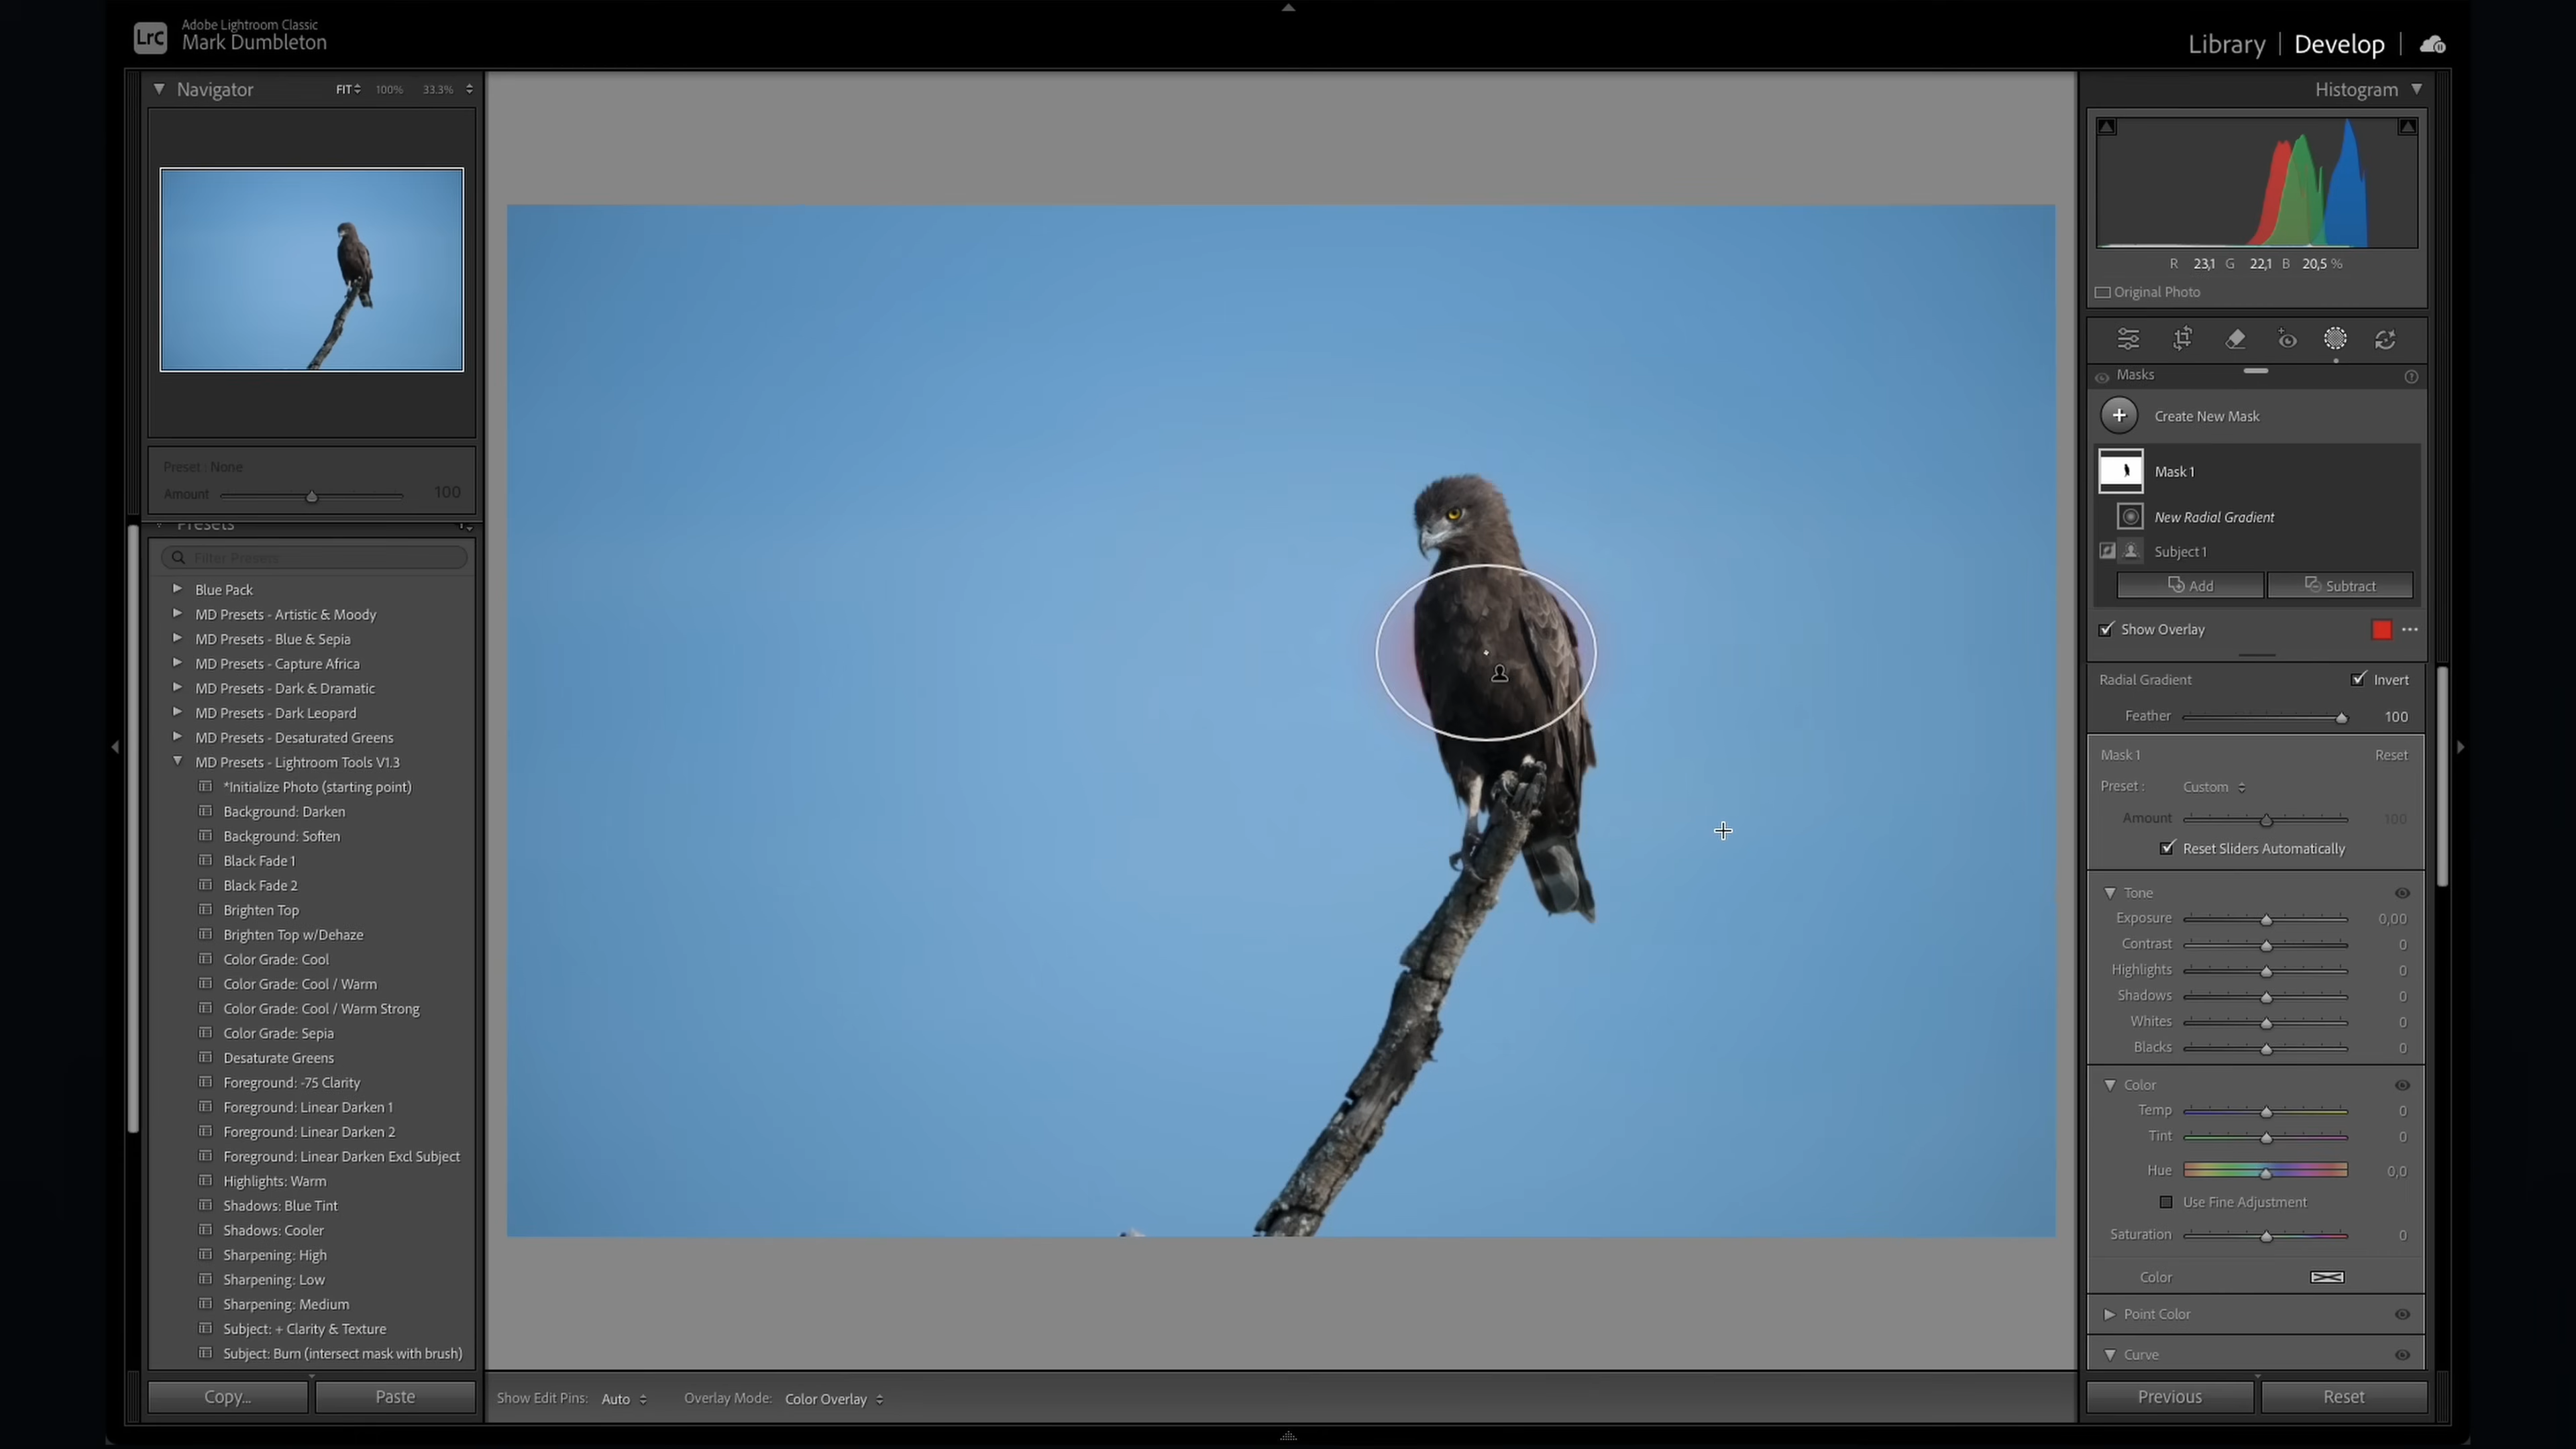 Adobe Lightroom Classic
LrC
Mark Dumbleton
Library | Develop |
Navigator FIT 100% 33.3%
Preset : None
Amount 100
Presets
Filter Presets
Blue Pack
MD Presets - Artistic & Moody
MD Presets - Blue & Sepia
MD Presets - Capture Africa
MD Presets - Dark & Dramatic
MD Presets - Dark Leopard
MD Presets - Desaturated Greens
MD Presets - Lightroom Tools V1.3
*Initialize Photo (starting point)
Background: Darken
Background: Soften
Black Fade 1
Black Fade 2
Brighten Top
Brighten Top w/Dehaze
Color Grade: Cool
Color Grade: Cool / Warm
Color Grade: Cool / Warm Strong
Color Grade: Sepia
Desaturate Greens
Foreground: -75 Clarity
Foreground: Linear Darken 1
Foreground: Linear Darken 2
Foreground: Linear Darken Excl Subject
Highlights: Warm
Shadows: Blue Tint
Shadows: Cooler
Sharpening: High
Sharpening: Low
Sharpening: Medium
Subject: + Clarity & Texture
Subject: Burn (intersect mask with brush)
Copy... Paste
Show Edit Pins: Auto Overlay Mode: Color Overlay
Histogram
R 23,1 G 22,1 B 20,5 %
Original Photo
Masks
Create New Mask
Mask 1
New Radial Gradient
Subject 1
Add Subtract
Show Overlay
Radial Gradient Invert
Feather 100
Mask 1 Reset
Preset : Custom
Amount 100
Reset Sliders Automatically
Tone
Exposure 0,00
Contrast 0
Highlights 0
Shadows 0
Whites 0
Blacks 0
Color
Temp 0
Tint 0
Hue 0,0
Use Fine Adjustment
Saturation 0
Color
Point Color
Curve
Previous Reset